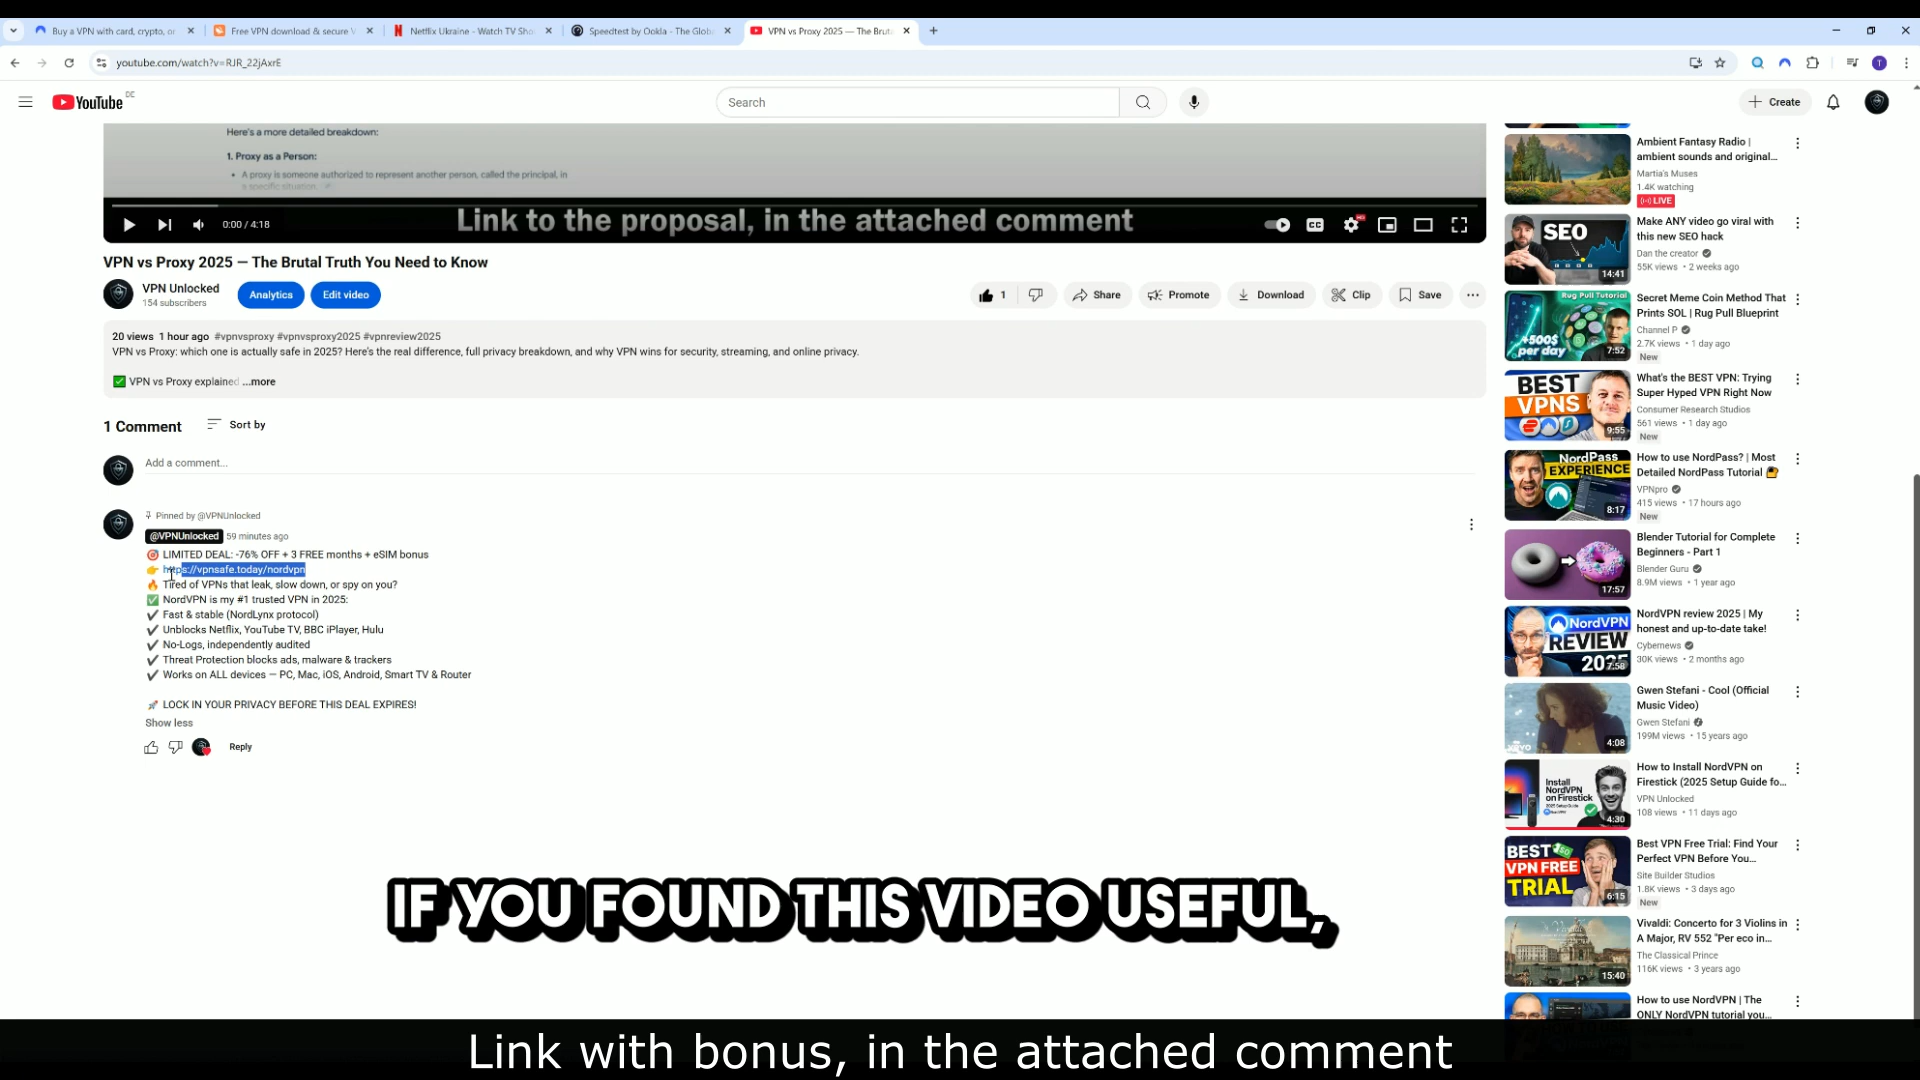 Buy a VPN with card, crypto, or
Free VPN download & secure V
Netflix Ukraine - Watch TV Sho
Speedtest by Ookla - The Globa
VPN vs Proxy 2025 — The Brut
youtube.com/watch?v=RJR_22jAxrE
T
YouTube
Search
Create
Here's a more detailed breakdown:
1. Proxy as a Person:
• A proxy is someone authorized to represent another person, called the principal, in
a specific situation.
0:00 / 4:18
Link to the proposal, in the attached comment
CC
HD
VPN vs Proxy 2025 — The Brutal Truth You Need to Know
VPN Unlocked
154 subscribers
Analytics
Edit video
1
Share
Promote
Download
Clip
Save
20 views 1 hour ago #vpnvsproxy #vpnvsproxy2025 #vpnreview2025
VPN vs Proxy: which one is actually safe in 2025? Here's the real difference, full privacy breakdown, and why VPN wins for security, streaming, and online privacy.
✅ VPN vs Proxy explained ...more
1 Comment
Sort by
Add a comment...
Pinned by @VPNUnlocked
@VPNUnlocked 59 minutes ago
🎯 LIMITED DEAL: -76% OFF + 3 FREE months + eSIM bonus
👉 https://vpnsafe.today/nordvpn
🔥 Tired of VPNs that leak, slow down, or spy on you?
✅ NordVPN is my #1 trusted VPN in 2025:
✔ Fast & stable (NordLynx protocol)
✔ Unblocks Netflix, YouTube TV, BBC iPlayer, Hulu
✔ No-Logs, independently audited
✔ Threat Protection blocks ads, malware & trackers
✔ Works on ALL devices — PC, Mac, iOS, Android, Smart TV & Router
🚀 LOCK IN YOUR PRIVACY BEFORE THIS DEAL EXPIRES!
Show less
Reply
Ambient Fantasy Radio |
ambient sounds and original...
Martia's Muses
1.4K watching
LIVE
SEO
14:41
Make ANY video go viral with
this new SEO hack
Dan the creator
55K views • 2 weeks ago
Rug Pull Tutorial
+500$
per day
7:52
Secret Meme Coin Method That
Prints SOL | Rug Pull Blueprint
Channel P
2.7K views • 1 day ago
New
BEST
VPNS
9:55
What's the BEST VPN: Trying
Super Hyped VPN Right Now
Consumer Research Studios
561 views • 1 day ago
New
NordPass
EXPERIENCE
8:17
How to use NordPass? | Most
Detailed NordPass Tutorial 🔐
VPNpro
415 views • 17 hours ago
New
17:57
Blender Tutorial for Complete
Beginners - Part 1
Blender Guru
8.9M views • 1 year ago
NordVPN
REVIEW
2025
7:58
NordVPN review 2025 | My
honest and up-to-date take!
Cybernews
30K views • 2 months ago
vevo
4:08
Gwen Stefani - Cool (Official
Music Video)
Gwen Stefani
199M views • 15 years ago
Install
NordVPN
on Firestick
2025 Setup Guide
4:30
How to Install NordVPN on
Firestick (2025 Setup Guide fo...
VPN Unlocked
108 views • 11 days ago
BEST
VPN FREE
TRIAL
6:15
Best VPN Free Trial: Find Your
Perfect VPN Before You...
Site Builder Studios
1.8K views • 3 days ago
New
15:40
Vivaldi: Concerto for 3 Violins in
A Major, RV 552 "Per eco in...
The Classical Prince
116K views • 3 years ago
How to use NordVPN | The
ONLY NordVPN tutorial you...
IF YOU FOUND THIS VIDEO USEFUL,
Link with bonus, in the attached comment